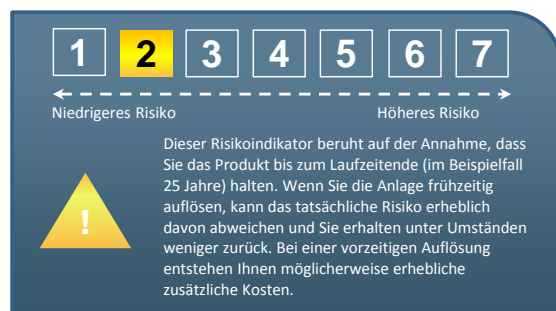 1 2 3 4 5 6 7
Niedrigeres Risiko Höheres Risiko
Dieser Risikoindikator beruht auf der Annahme, dass
Sie das Produkt bis zum Laufzeitende (im Beispielfall
25 Jahre) halten. Wenn Sie die Anlage frühzeitig
auflösen, kann das tatsächliche Risiko erheblich
davon abweichen und Sie erhalten unter Umständen
weniger zurück. Bei einer vorzeitigen Auflösung
entstehen Ihnen möglicherweise erhebliche
zusätzliche Kosten.
!